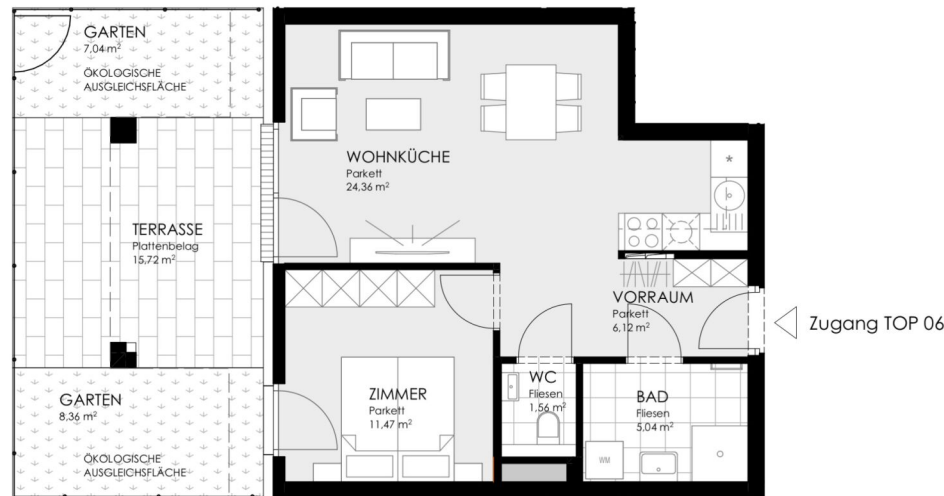 GARTEN
7,04 m²
ÖKOLOGISCHE
AUSGLEICHSFLÄCHE
WOHNKÜCHE
Parkett
24,36 m²
*
TERRASSE
Plattenbelag
15,72 m²
VORRAUM
Parkett
6,12 m²
Zugang TOP 06
GARTEN
8,36 m²
ÖKOLOGISCHE
AUSGLEICHSFLÄCHE
ZIMMER
Parkett
11,47 m²
WC
Fliesen
1,56 m²
BAD
Fliesen
5,04 m²
WM